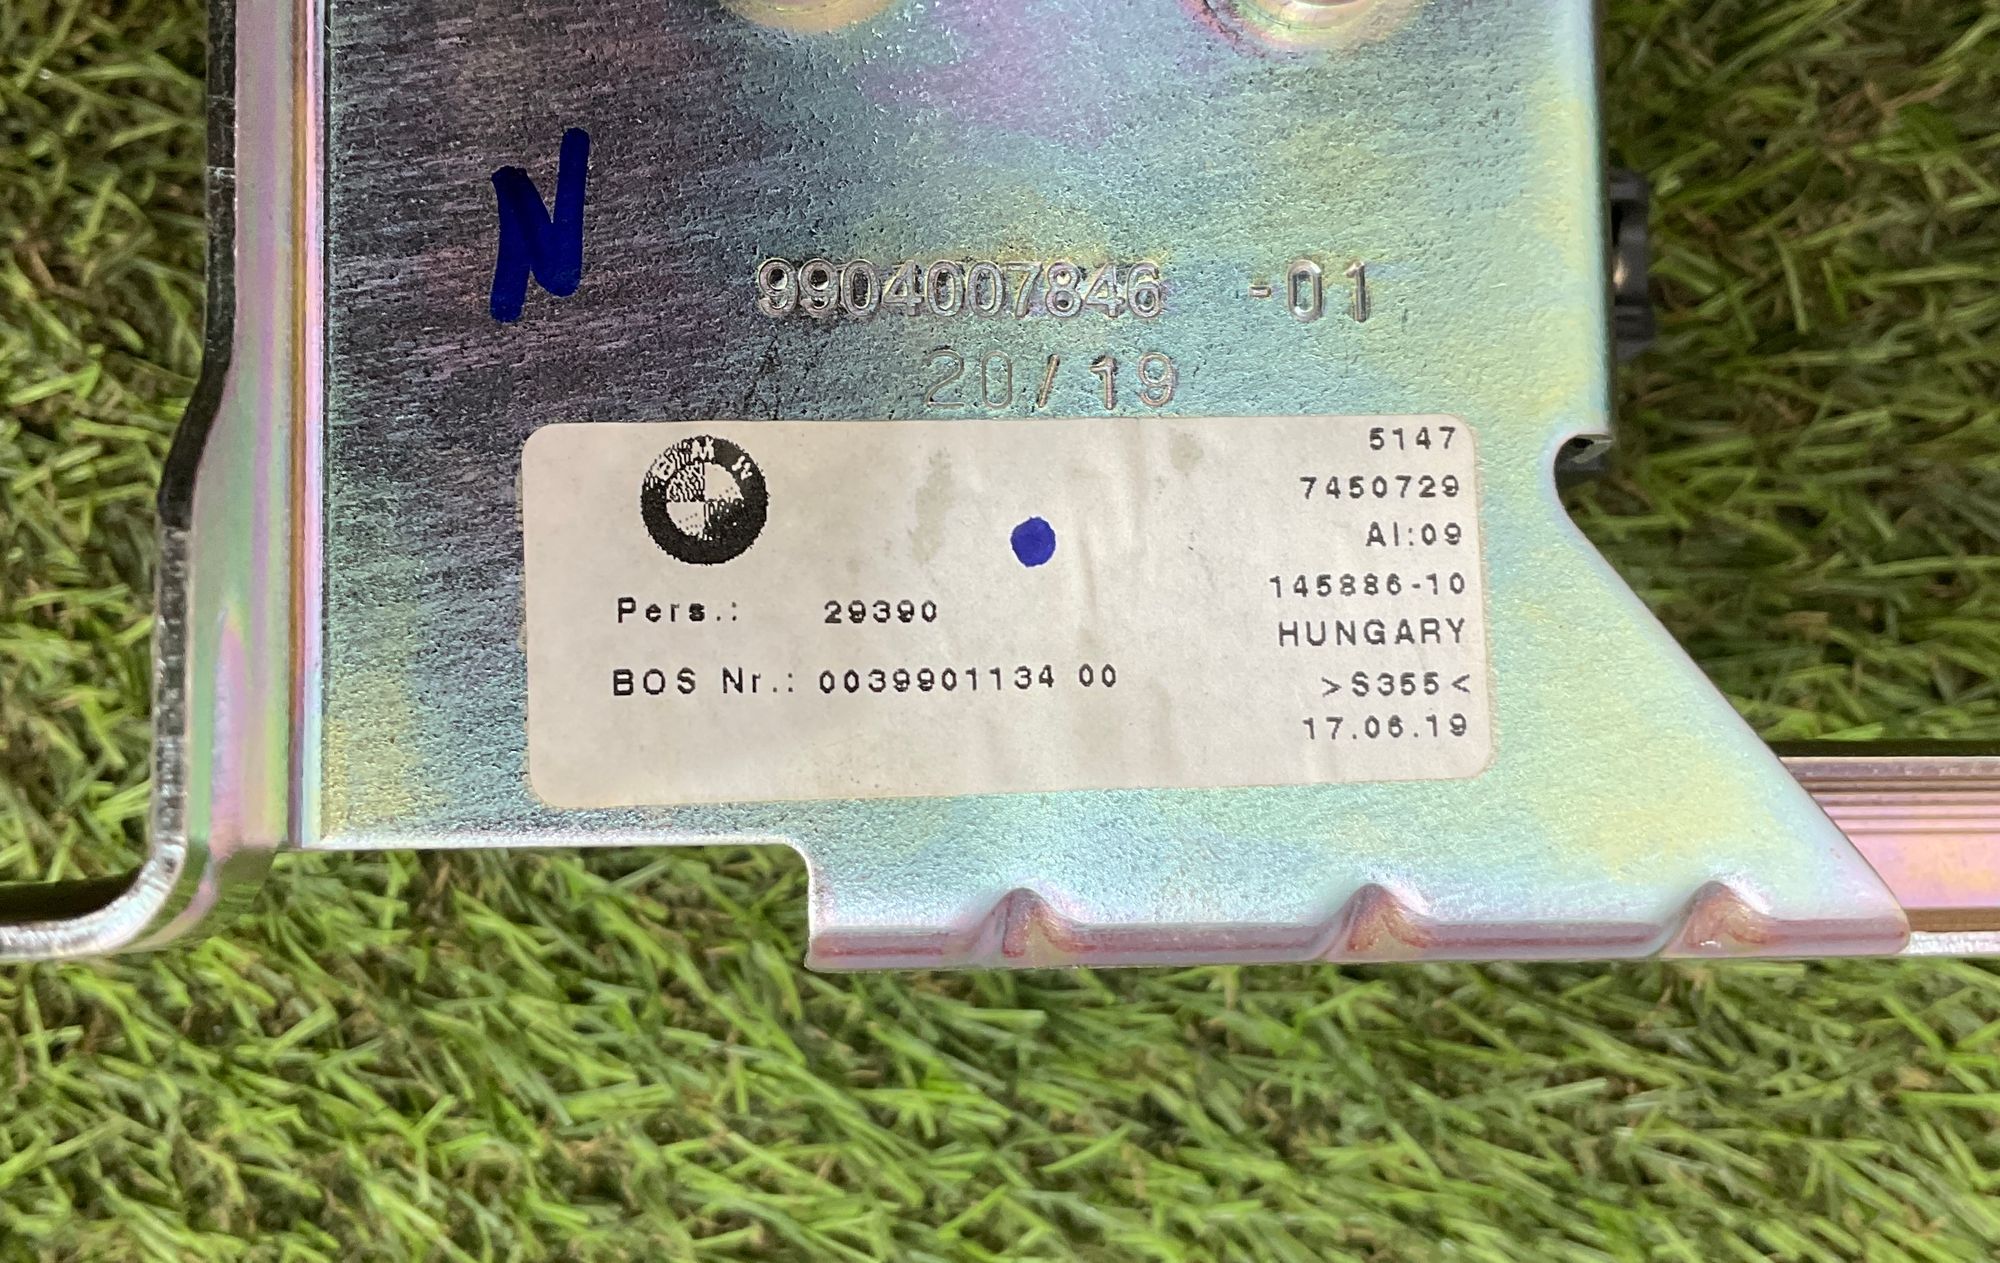 N
9904007846 -01
20/19
BMW
5147
7450729
AI:09
145886-10
Pers.: 29390
HUNGARY
BOS Nr.: 0039901134 00
>S355<
17.06.19